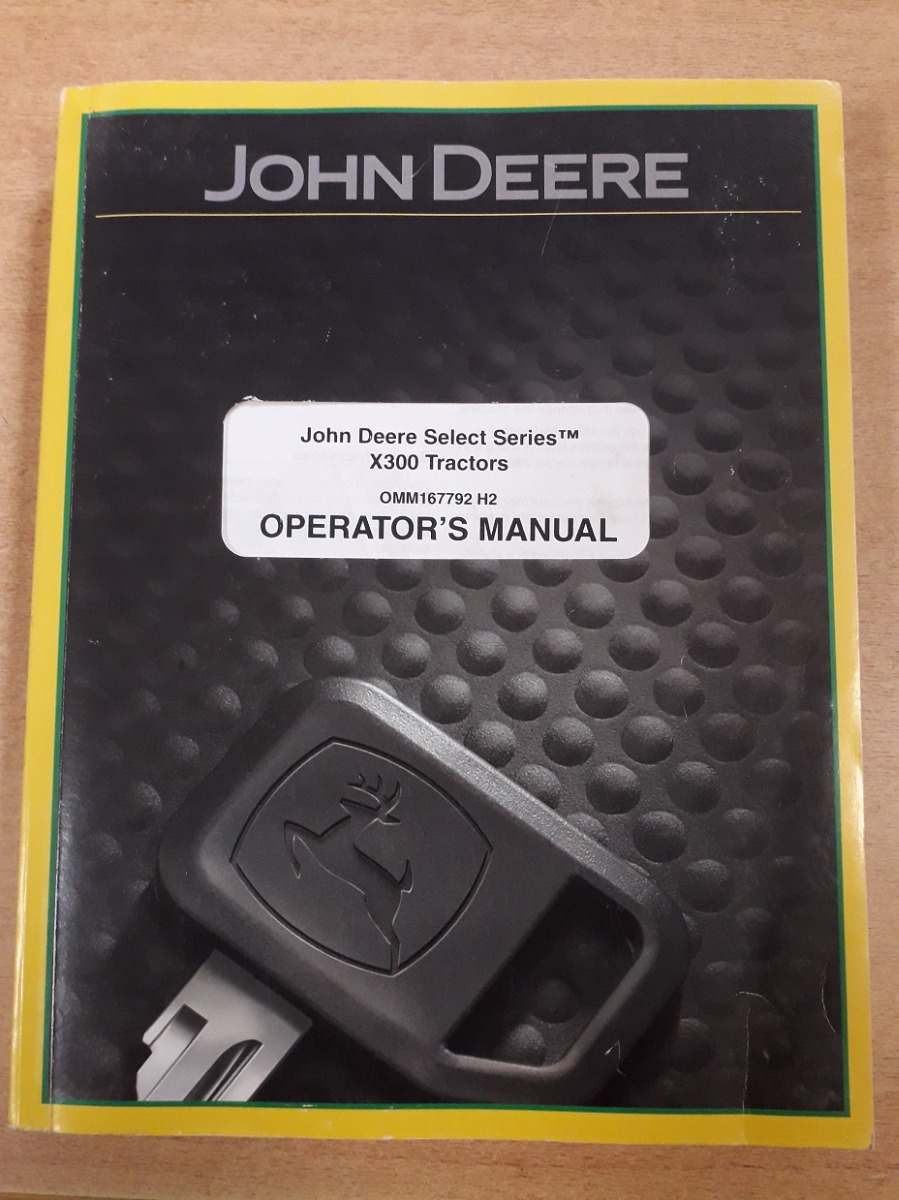 JOHN DEERE
John Deere Select Series™
X300 Tractors
OMM167792 H2
OPERATOR'S MANUAL